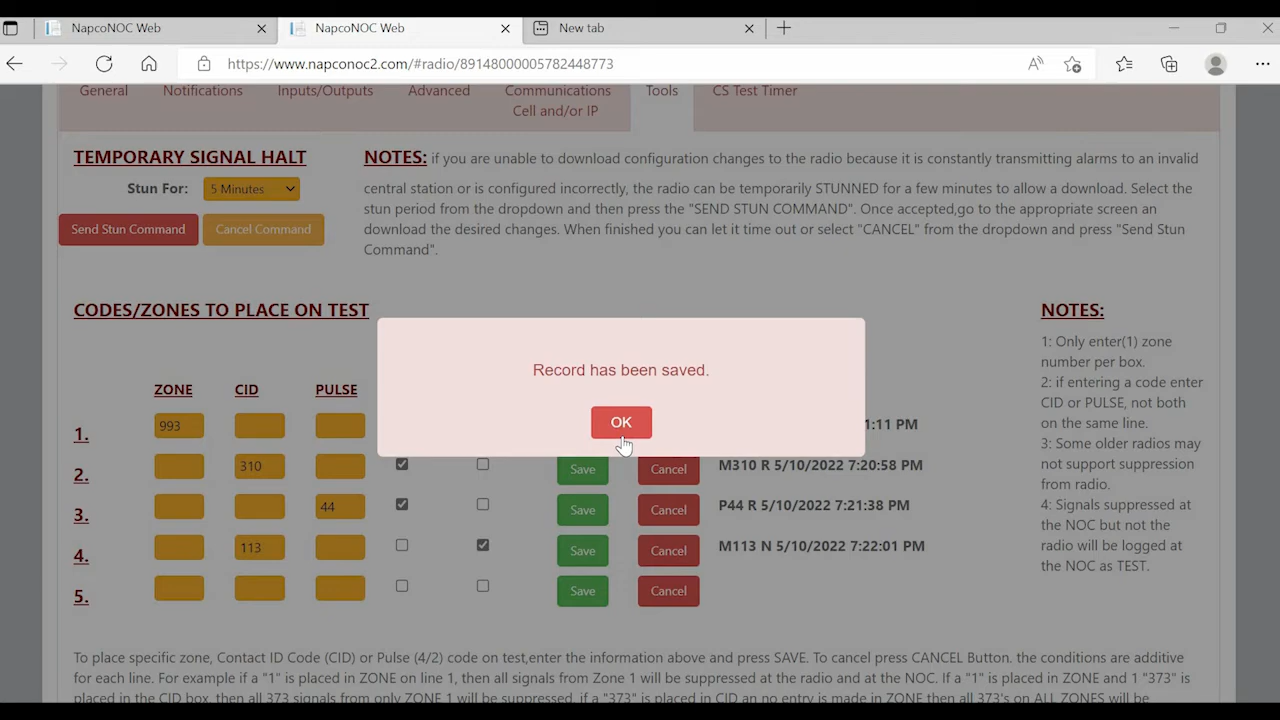 NapcoNOC Web
NapcoNOC Web
New tab
https://www.napconoc2.com/#radio/89148000005782448773
General
Notifications
Inputs/Outputs
Advanced
Communications
Cell and/or IP
Tools
CS Test Timer
TEMPORARY SIGNAL HALT
Stun For: 5 Minutes
Send Stun Command
Cancel Command
NOTES: if you are unable to download configuration changes to the radio because it is constantly transmitting alarms to an invalid
central station or is configured incorrectly, the radio can be temporarily STUNNED for a few minutes to allow a download. Select the
stun period from the dropdown and then press the "SEND STUN COMMAND". Once accepted,go to the appropriate screen an
download the desired changes. When finished you can let it time out or select "CANCEL" from the dropdown and press "Send Stun
Command".
CODES/ZONES TO PLACE ON TEST
ZONE CID PULSE
1. 993 1:11 PM
2. 310 Save Cancel M310 R 5/10/2022 7:20:58 PM
3. 44 Save Cancel P44 R 5/10/2022 7:21:38 PM
4. 113 Save Cancel M113 N 5/10/2022 7:22:01 PM
5. Save Cancel
Record has been saved.
OK
NOTES:
1: Only enter(1) zone
number per box.
2: if entering a code enter
CID or PULSE, not both
on the same line.
3: Some older radios may
not support suppression
from radio.
4: Signals suppressed at
the NOC but not the
radio will be logged at
the NOC as TEST.
To place specific zone, Contact ID Code (CID) or Pulse (4/2) code on test,enter the information above and press SAVE. To cancel press CANCEL Button. the conditions are additive
for each line. For example if a "1" is placed in ZONE on line 1, then all signals from Zone 1 will be suppressed at the radio and at the NOC. If a "1" is placed in ZONE and 1 "373" is
placed in the CID box, then all 373 signals from only ZONE 1 will be suppressed. if a "373" is placed in CID an no entry is made in ZONE then all 373's on ALL ZONES will be